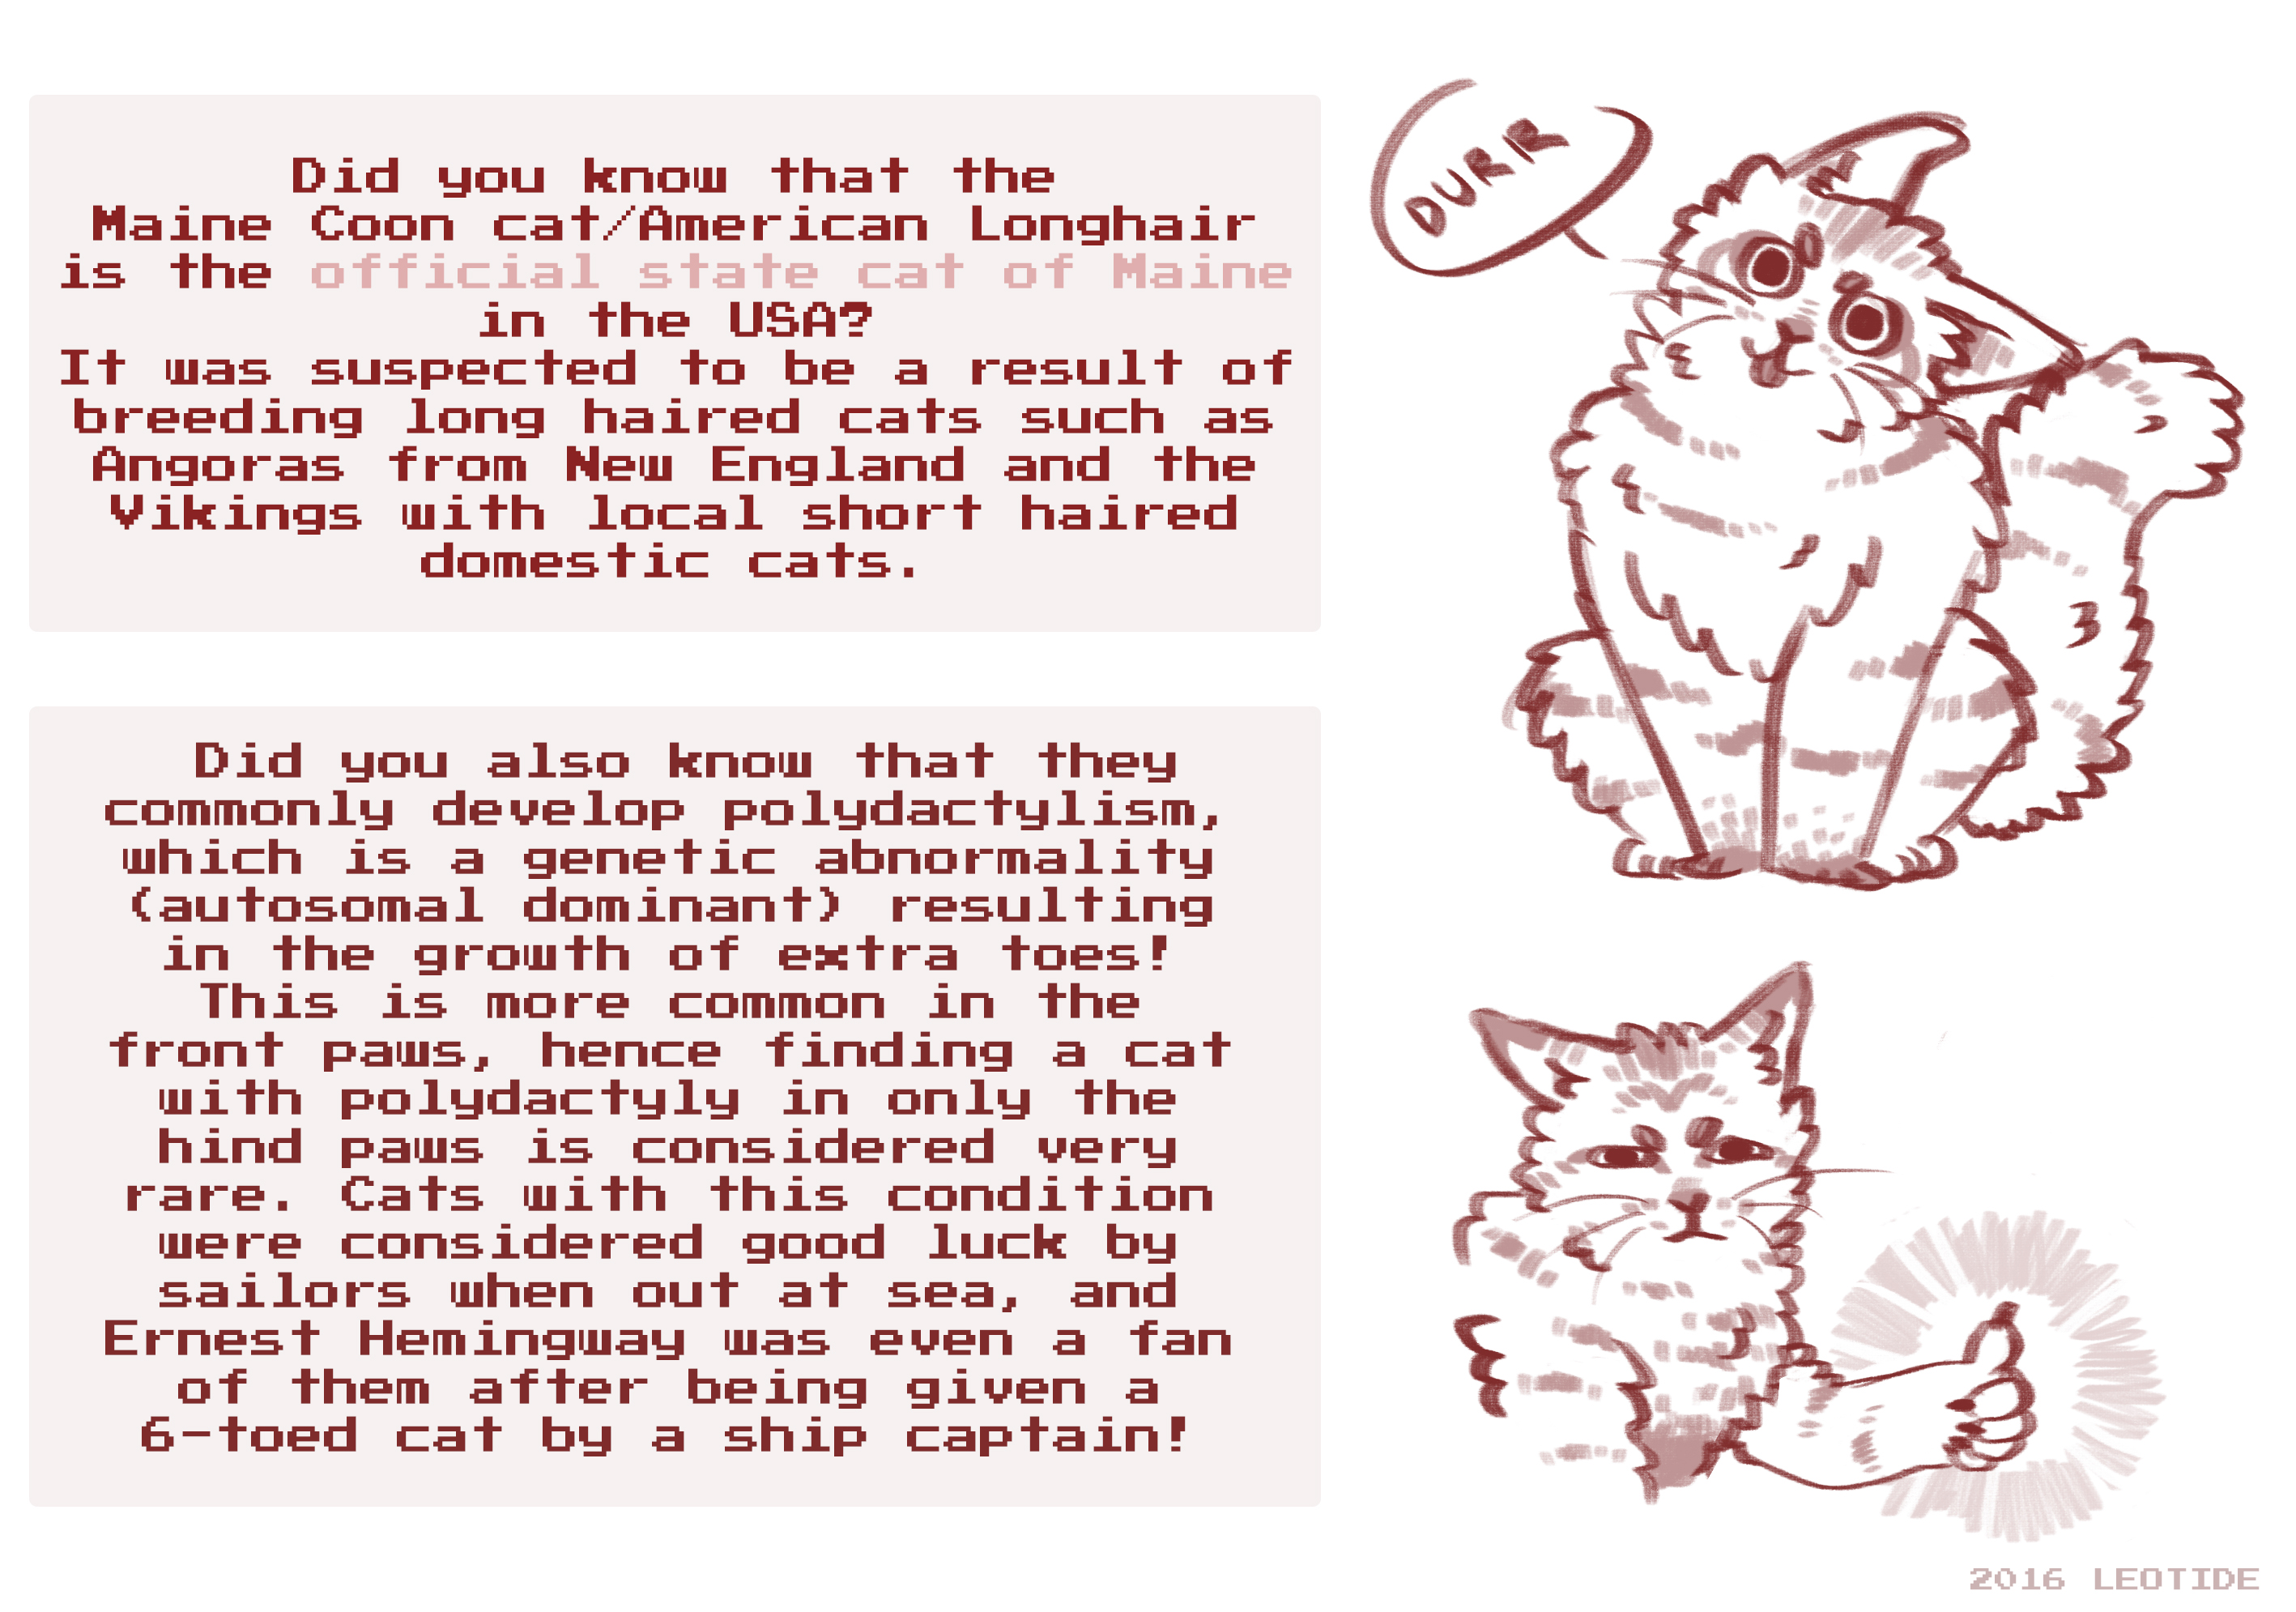 Did you know that the
Maine Coon cat/American Longhair
is the official state cat of Maine
in the USA?
It was suspected to be a result of
breeding long haired cats such as
Angoras from New England and the
Vikings with local short haired
domestic cats.
DURR
Did you also know that they
commonly develop polydactylism,
which is a genetic abnormality
(autosomal dominant) resulting
in the growth of extra toes!
This is more common in the
front paws, hence finding a cat
with polydactyly in only the
hind paws is considered very
rare. Cats with this condition
were considered good luck by
sailors when out at sea, and
Ernest Hemingway was even a fan
of them after being given a
6-toed cat by a ship captain!
2016 LEOTIDE